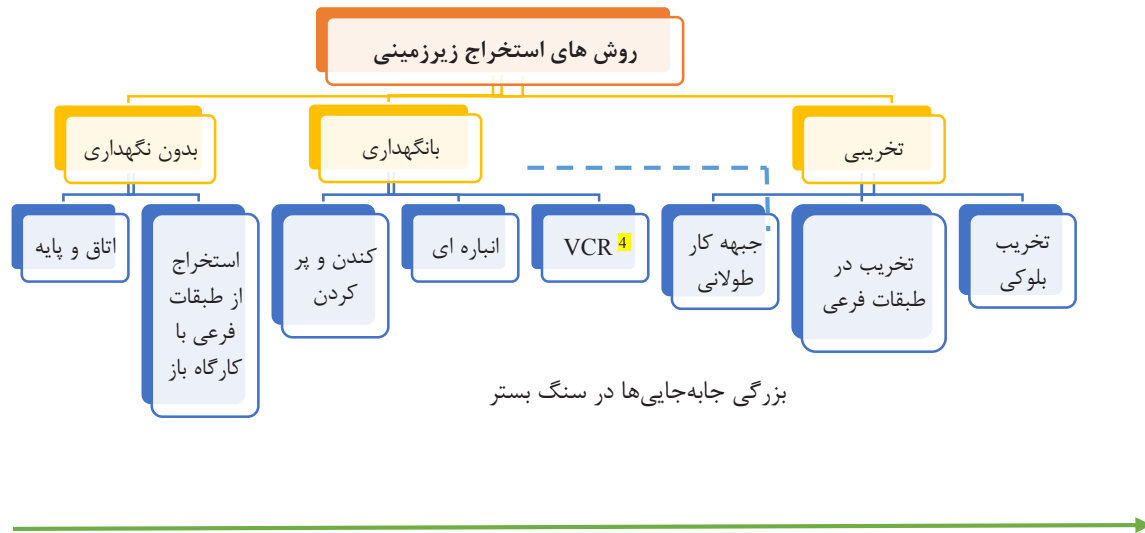 روش های استخراج زیرزمینی
تخریبی
بانگهداری
بدون نگهداری
تخریب
بلوکی
تخریب در
طبقات فرعی
جبهه کار
طولانی
VCR 4
انباره ای
کندن و پر
کردن
استخراج
از طبقات
فرعی با
کارگاه باز
اتاق و پایه
بزرگی جابه‌جایی‌ها در سنگ بستر